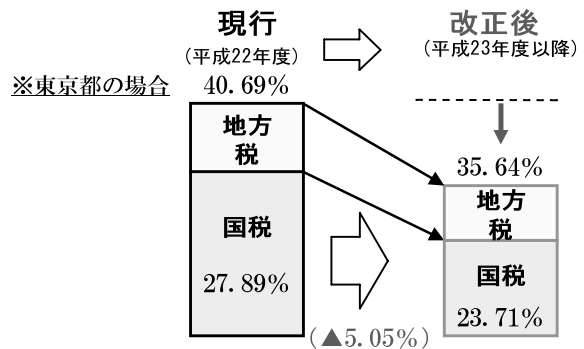 現行
(平成22年度)
改正後
(平成23年度以降)
※東京都の場合
40.69%
地方
税
国税
27.89%
35.64%
地方
税
国税
23.71%
(▲5.05%)